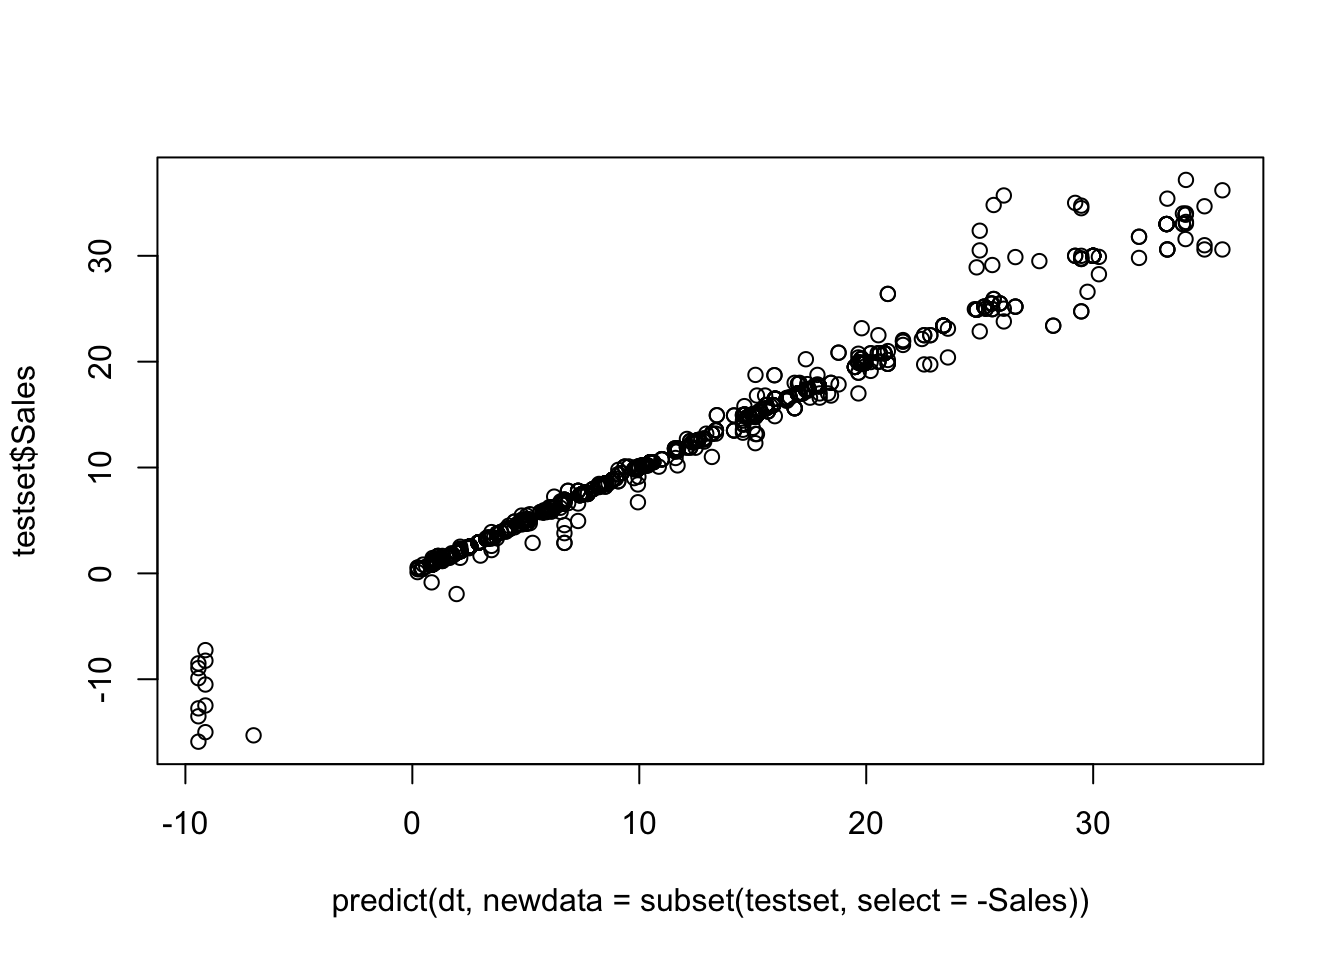 testset$Sales
30
20
10
0
-10
-10 0 10 20 30
predict(dt, newdata = subset(testset, select = -Sales))